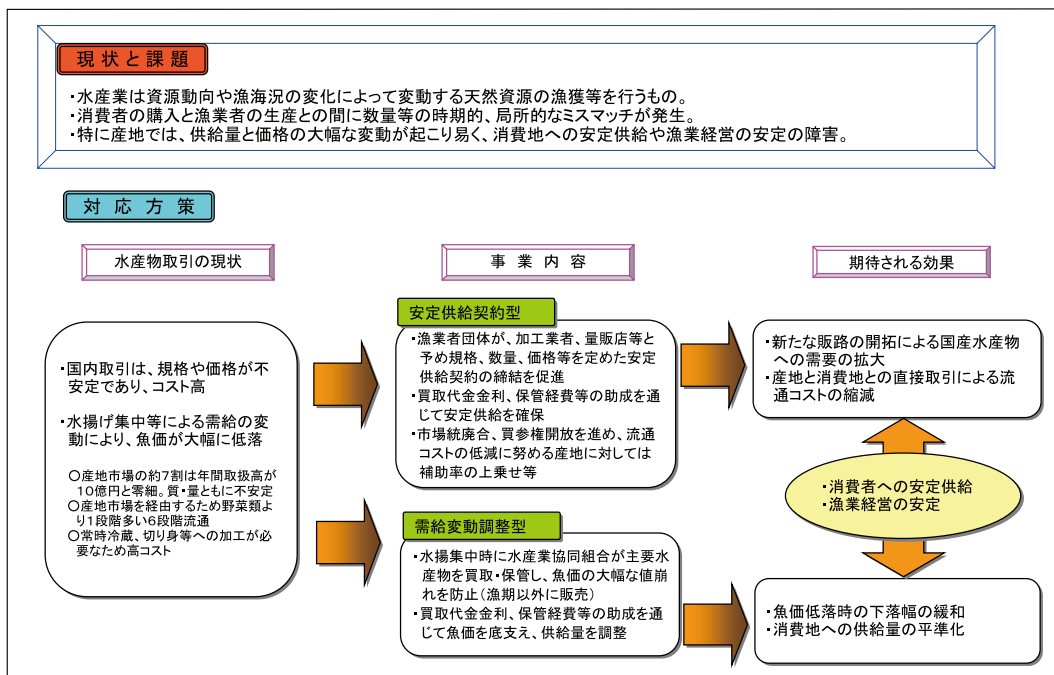 現状と課題
・水産業は資源動向や漁海況の変化によって変動する天然資源の漁獲等を行うもの。
・消費者の購入と漁業者の生産との間に数量等の時期的、局所的なミスマッチが発生。
・特に産地では、供給量と価格の大幅な変動が起こり易く、消費地への安定供給や漁業経営の安定の障害。
対応方策
水産物取引の現状
・国内取引は、規格や価格が不
安定であり、コスト高
・水揚げ集中等による需給の変
動により、魚価が大幅に低落
○産地市場の約7割は年間取扱高が
10億円と零細。質・量ともに不安定
○産地市場を経由するため野菜類よ
り1段階多い6段階流通
○常時冷蔵、切り身等への加工が必
要なため高コスト
事業内容
安定供給契約型
・漁業者団体が、加工業者、量販店等と
予め規格、数量、価格等を定めた安定
供給契約の締結を促進
・買取代金金利、保管経費等の助成を通
じて安定供給を確保
・市場統廃合、買参権開放を進め、流通
コストの低減に努める産地に対しては
補助率の上乗せ等
需給変動調整型
・水揚集中時に水産業協同組合が主要水
産物を買取・保管し、魚価の大幅な値崩
れを防止（漁期以外に販売）
・買取代金金利、保管経費等の助成を通
じて魚価を底支え、供給量を調整
期待される効果
・新たな販路の開拓による国産水産物
への需要の拡大
・産地と消費地との直接取引による流
通コストの縮減
・消費者への安定供給
・漁業経営の安定
・魚価低落時の下落幅の緩和
・消費地への供給量の平準化